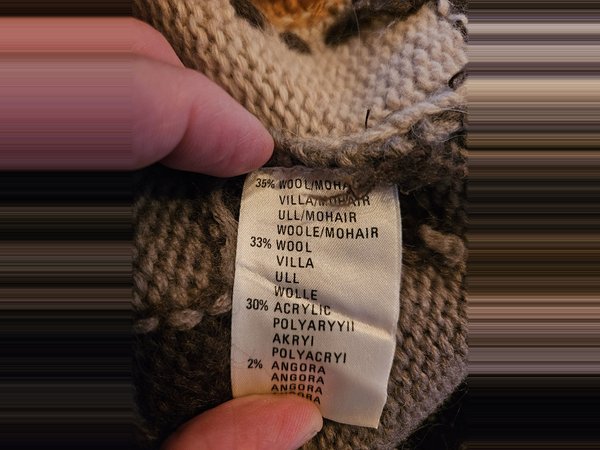 35% WOOL/MOHAIR
VILLA/MOHAIR
ULL/MOHAIR
WOOLE/MOHAIR
33% WOOL
VILLA
ULL
WOLLE
30% ACRYLIC
POLYARYYII
AKRYI
POLYACRYI
2% ANGORA
ANGORA
ANGORA
ANGORA